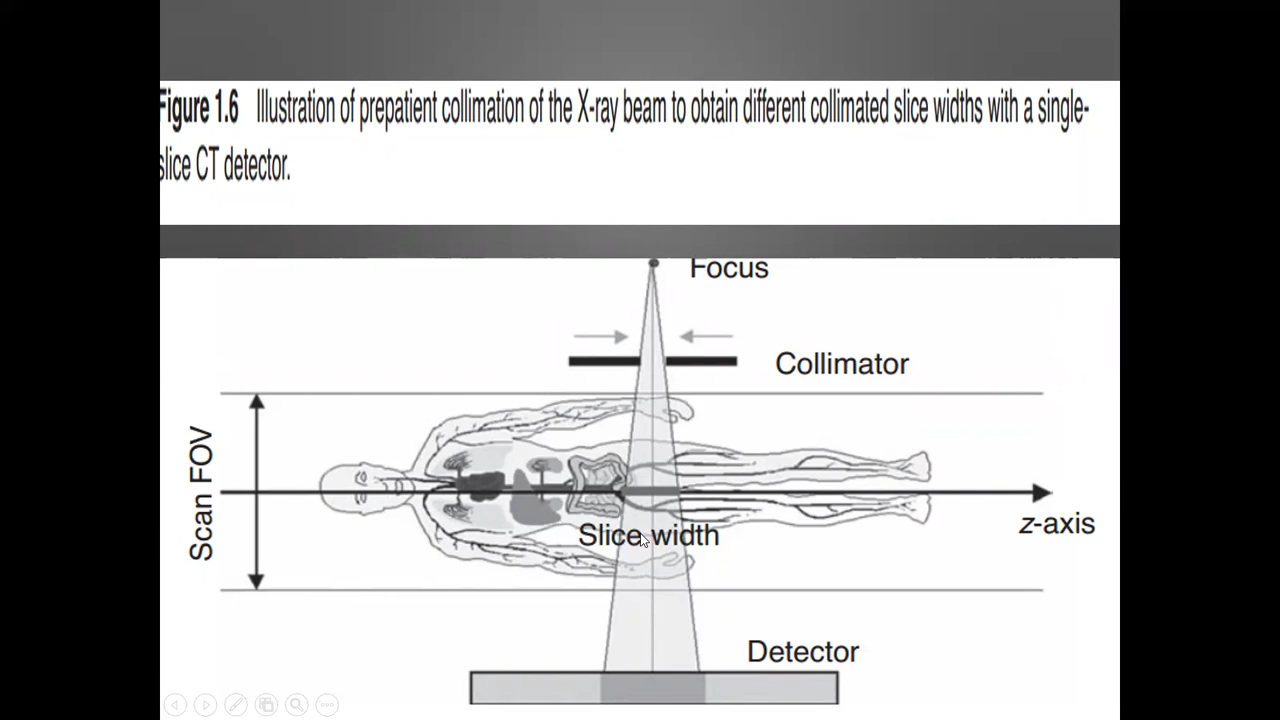 Figure 1.6 Illustration of prepatient collimation of the X-ray beam to obtain different collimated slice widths with a single-
slice CT detector.
Focus
Collimator
Scan FOV
z-axis
Slice width
Detector